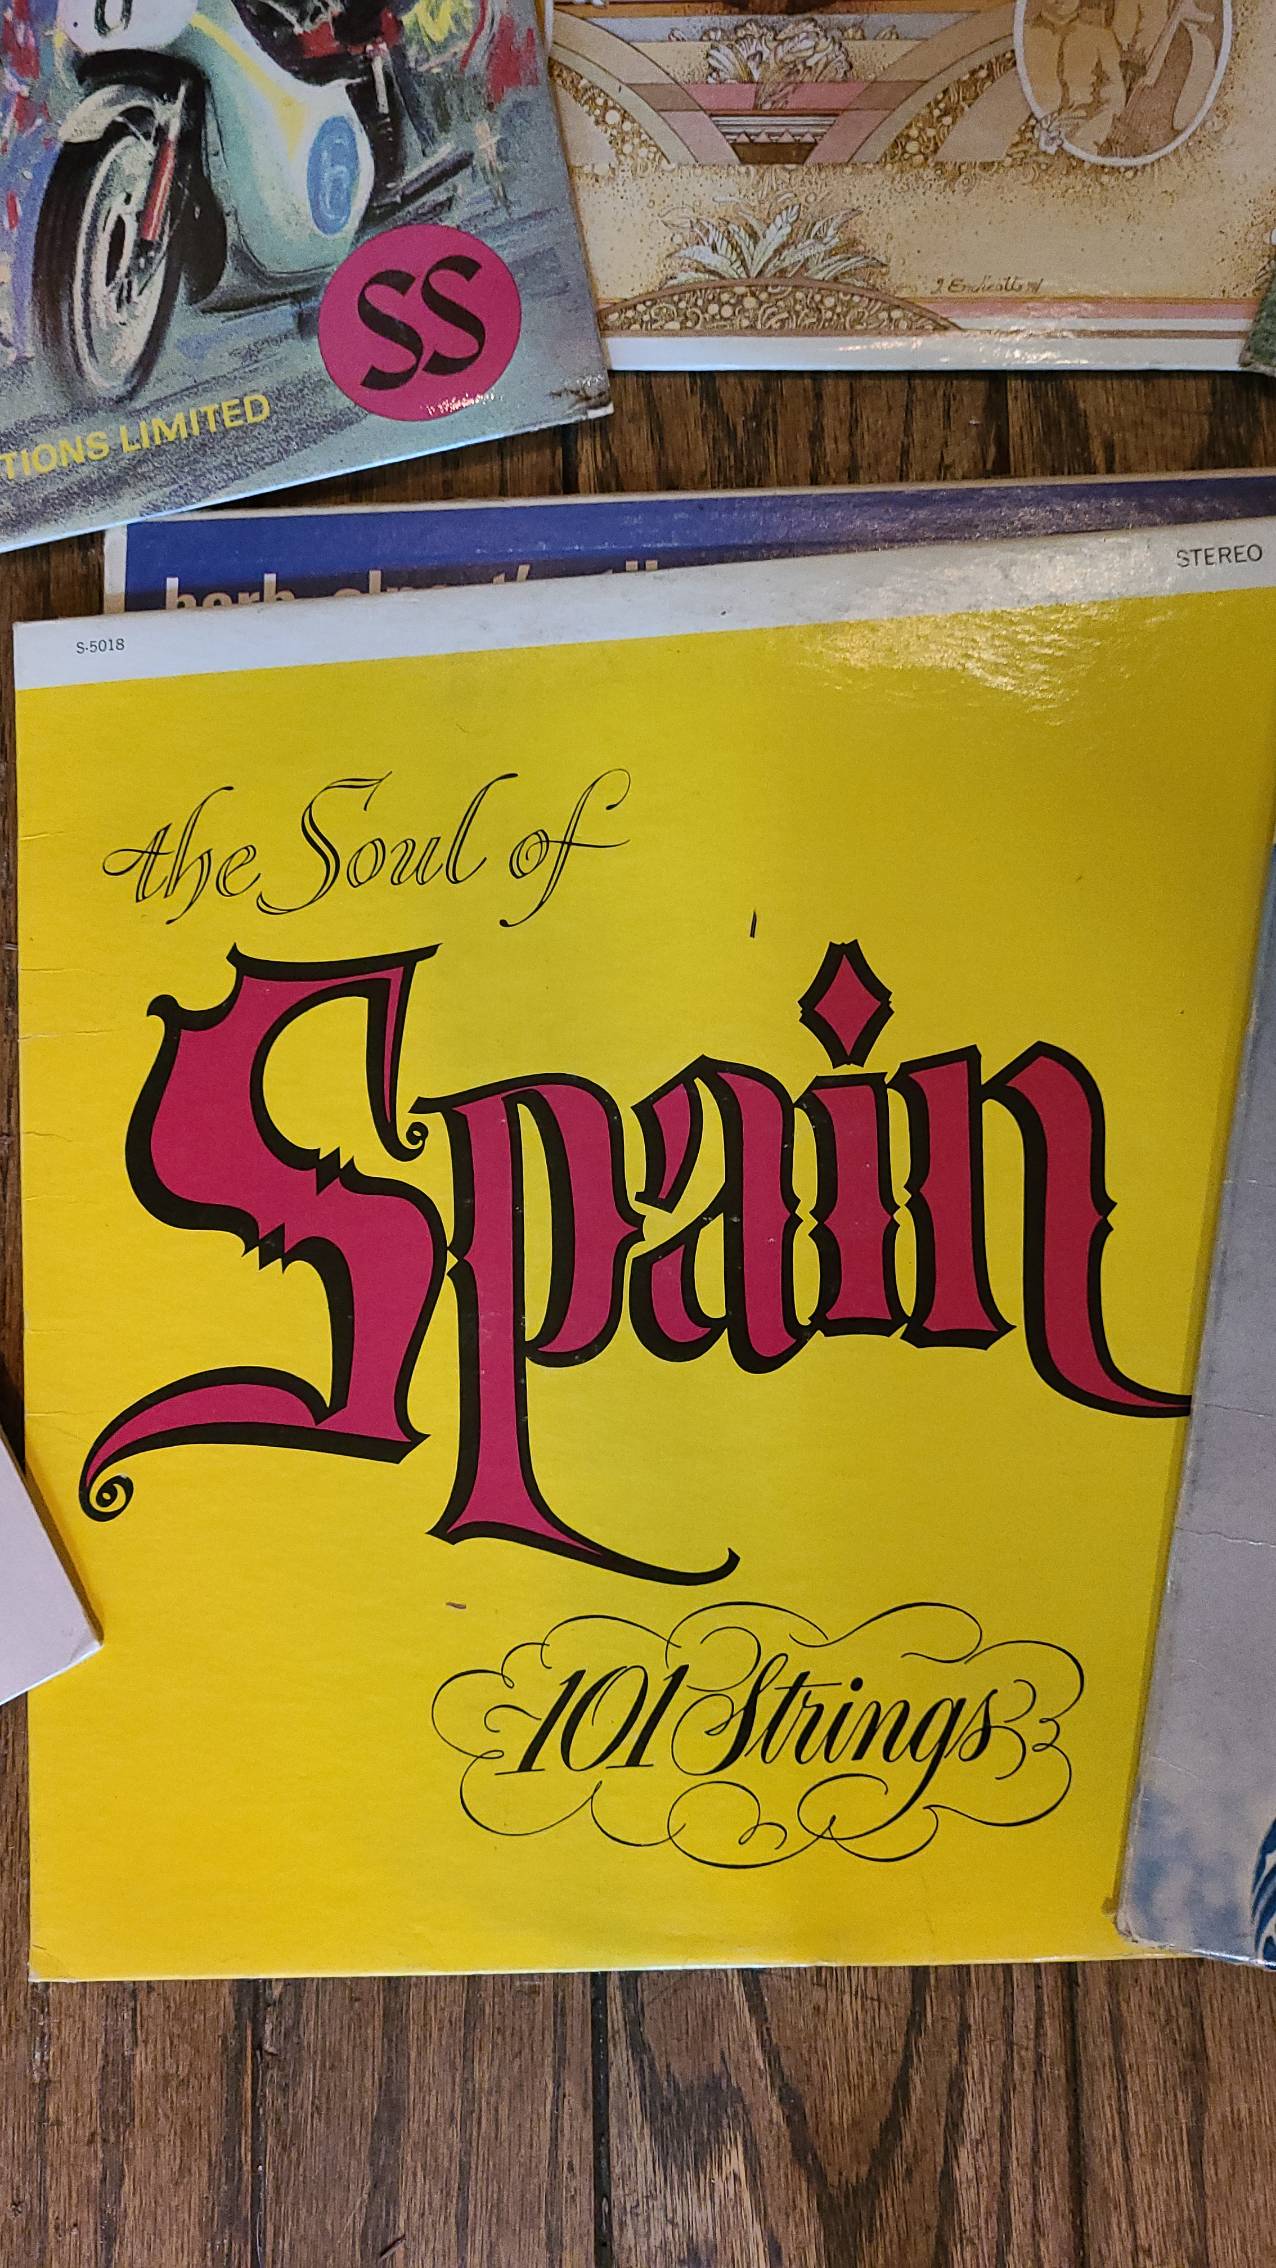 SS
TIONS LIMITED
STEREO
S-5018
the Soul of
Spain
101 Strings